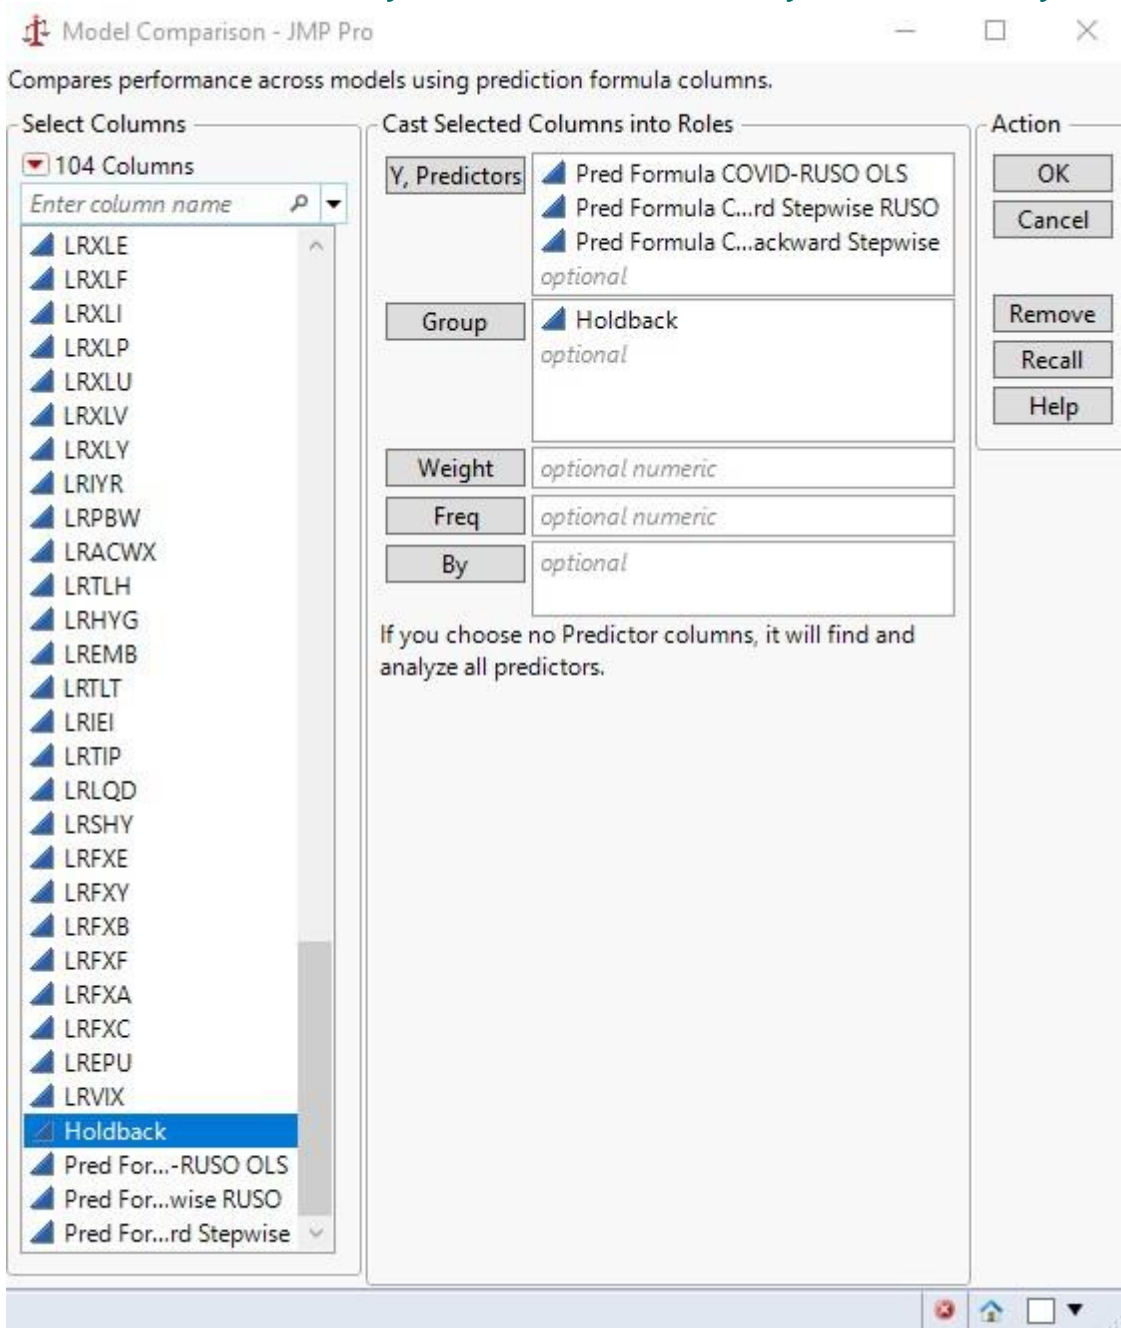 Model Comparison - JMP Pro
Compares performance across models using prediction formula columns.
Select Columns
104 Columns
Enter column name
LRXLE
LRXLF
LRXLI
LRXLP
LRXLU
LRXLV
LRXLY
LRIYR
LRPBW
LRACWX
LRTLH
LRHYG
LREMB
LRTLT
LRIEI
LRTIP
LRLQD
LRSHY
LRFXE
LRFXY
LRFXB
LRFXF
LRFXA
LRFXC
LREPU
LRVIX
Holdback
Pred For...-RUSO OLS
Pred For...wise RUSO
Pred For...rd Stepwise
Cast Selected Columns into Roles
Y, Predictors
Pred Formula COVID-RUSO OLS
Pred Formula C...rd Stepwise RUSO
Pred Formula C...ackward Stepwise
optional
Group
Holdback
optional
Weight
optional numeric
Freq
optional numeric
By
optional
If you choose no Predictor columns, it will find and
analyze all predictors.
Action
OK
Cancel
Remove
Recall
Help